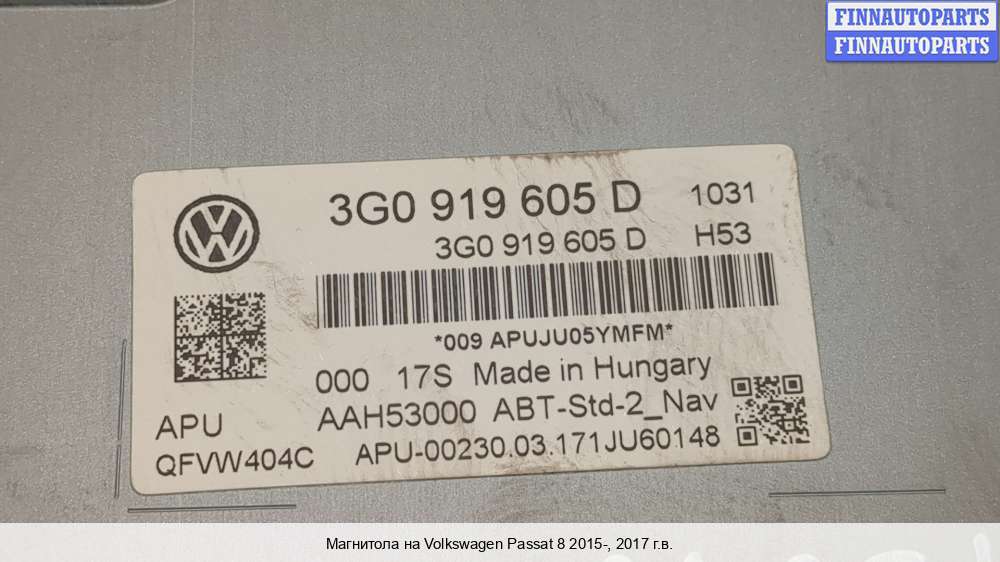 FINNAUTOPARTS
FINNAUTOPARTS
3G0 919 605 D 1031
3G0 919 605 D H53
*009 APUJU05YMFM*
000 17S Made in Hungary
APU AAH53000 ABT-Std-2_Nav
QFVW404C APU-00230.03.171JU60148
Магнитола на Volkswagen Passat 8 2015-, 2017 г.в.